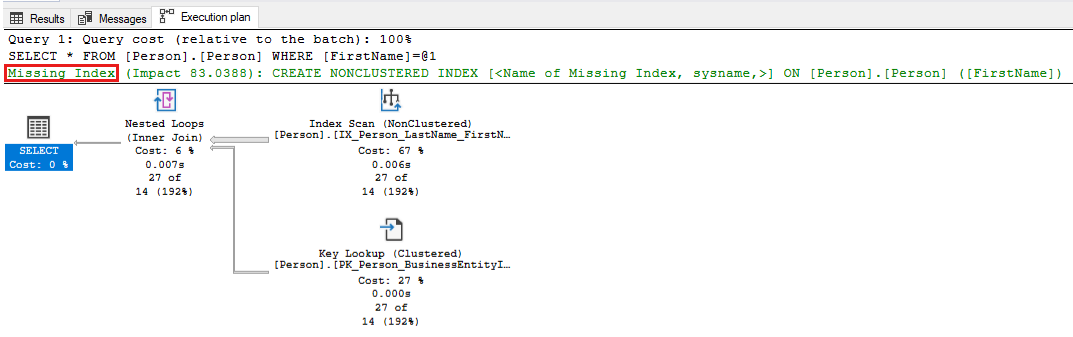 Results Messages Execution plan
Query 1: Query cost (relative to the batch): 100%
SELECT * FROM [Person].[Person] WHERE [FirstName]=@1
Missing Index (Impact 83.0388): CREATE NONCLUSTERED INDEX [<Name of Missing Index, sysname,>] ON [Person].[Person] ([FirstName])
SELECT
Cost: 0 %
Nested Loops
(Inner Join)
Cost: 6 %
0.007s
27 of
14 (192%)
Index Scan (NonClustered)
[Person].[IX_Person_LastName_FirstN…
Cost: 67 %
0.006s
27 of
14 (192%)
Key Lookup (Clustered)
[Person].[PK_Person_BusinessEntityI…
Cost: 27 %
0.000s
27 of
14 (192%)